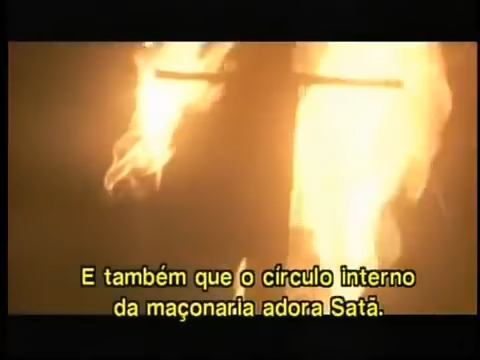 E também que o círculo interno
da maçonaria adora Satã.